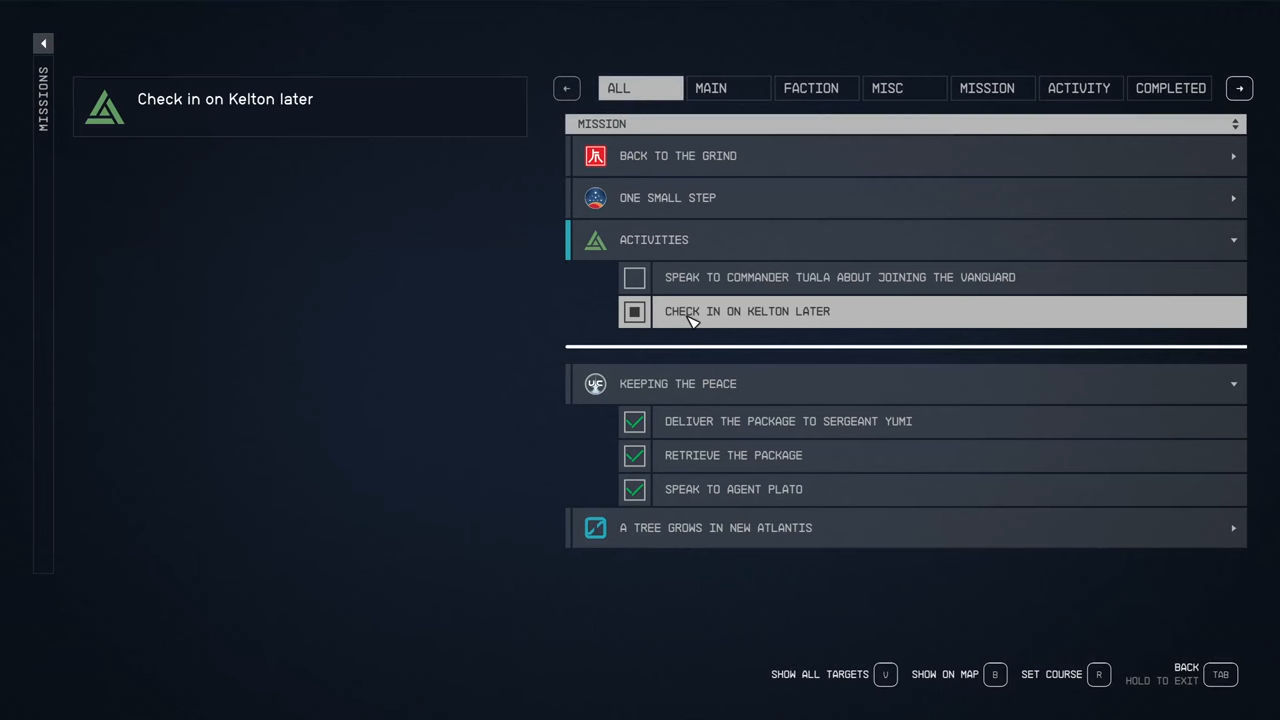 MISSIONS
Check in on Kelton later
ALL MAIN FACTION MISC MISSION ACTIVITY COMPLETED
MISSION
BACK TO THE GRIND
ONE SMALL STEP
ACTIVITIES
SPEAK TO COMMANDER TUALA ABOUT JOINING THE VANGUARD
CHECK IN ON KELTON LATER
UC KEEPING THE PEACE
DELIVER THE PACKAGE TO SERGEANT YUMI
RETRIEVE THE PACKAGE
SPEAK TO AGENT PLATO
A TREE GROWS IN NEW ATLANTIS
SHOW ALL TARGETS V SHOW ON MAP B SET COURSE R BACK TAB
HOLD TO EXIT